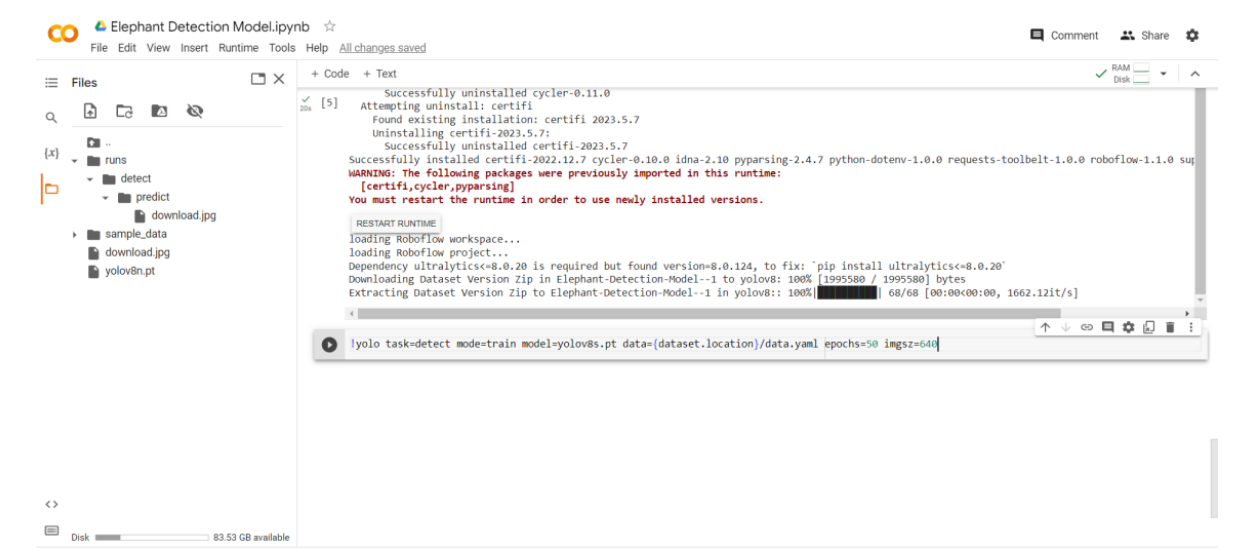 Elephant Detection Model.ipynb
File Edit View Insert Runtime Tools Help All changes saved
Comment Share
Files
+ Code + Text
RAM
Disk
{x}
..
runs
detect
predict
download.jpg
sample_data
download.jpg
yolov8n.pt
<>
Disk 83.53 GB available
20s [5]
Successfully uninstalled cycler-0.11.0
Attempting uninstall: certifi
Found existing installation: certifi 2023.5.7
Uninstalling certifi-2023.5.7:
Successfully uninstalled certifi-2023.5.7
Successfully installed certifi-2022.12.7 cycler-0.10.0 idna-2.10 pyparsing-2.4.7 python-dotenv-1.0.0 requests-toolbelt-1.0.0 roboflow-1.1.0 sup
WARNING: The following packages were previously imported in this runtime:
[certifi,cycler,pyparsing]
You must restart the runtime in order to use newly installed versions.
RESTART RUNTIME
loading Roboflow workspace...
loading Roboflow project...
Dependency ultralytics<=8.0.20 is required but found version=8.0.124, to fix: `pip install ultralytics<=8.0.20`
Downloading Dataset Version Zip in Elephant-Detection-Model--1 to yolov8: 100% [1995580 / 1995580] bytes
Extracting Dataset Version Zip to Elephant-Detection-Model--1 in yolov8:: 100%|██████████| 68/68 [00:00<00:00, 1662.12it/s]
!yolo task=detect mode=train model=yolov8s.pt data={dataset.location}/data.yaml epochs=50 imgsz=640